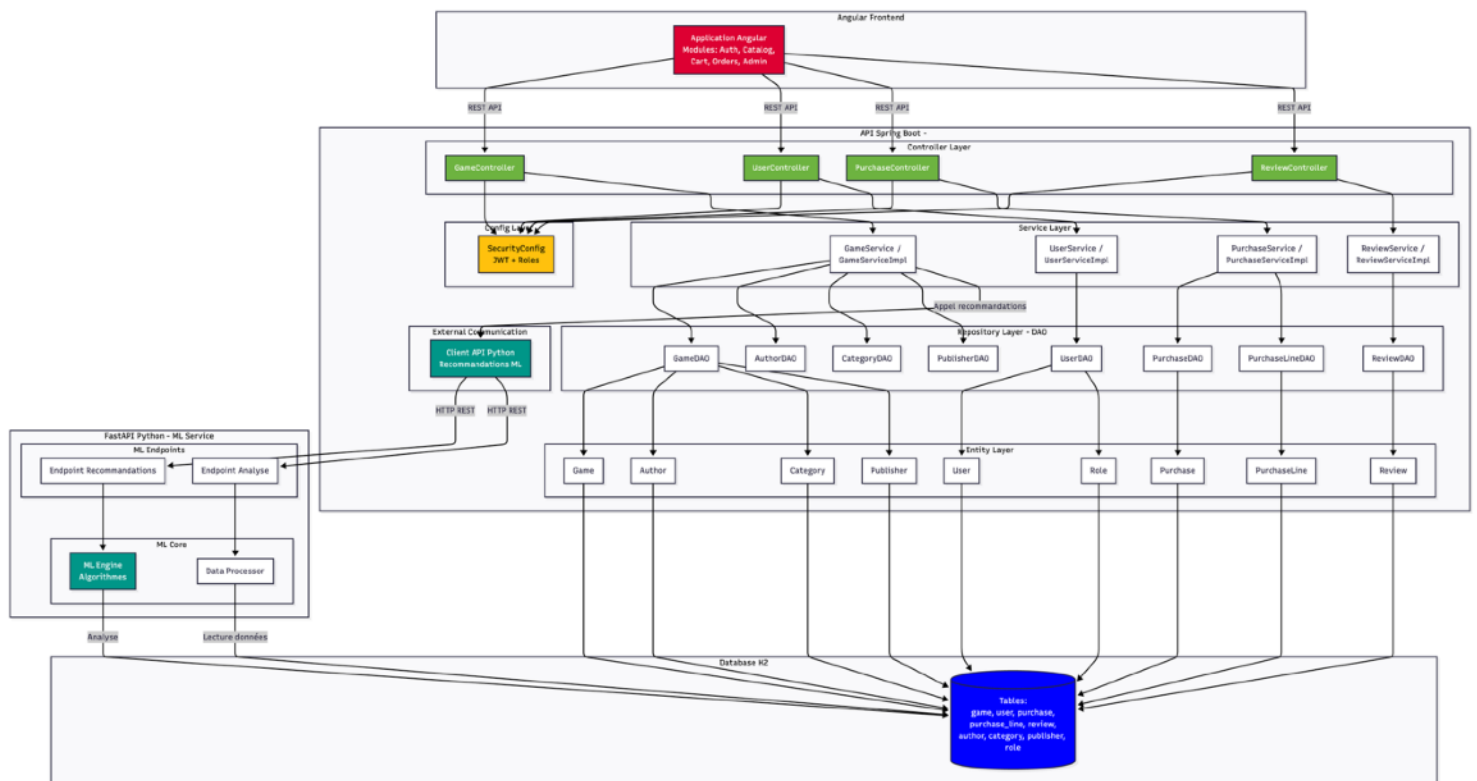 Angular Frontend
Application Angular
Modules: Auth, Catalog,
Cart, Orders, Admin
REST API
REST API
REST API
REST API
API Spring Boot -
Controller Layer
GameController
UserController
PurchaseController
ReviewController
Config Layer
Service Layer
SecurityConfig
JWT + Roles
GameService /
GameServiceImpl
UserService /
UserServiceImpl
PurchaseService /
PurchaseServiceImpl
ReviewService /
ReviewServiceImpl
Appel recommardations
External Communication
Repository Layer - DAO
Client API Python
Recommandations ML
GameDAO
AuthorDAO
CategoryDAO
PublisherDAO
UserDAO
PurchaseDAO
PurchaseLineDAO
ReviewDAO
HTTP REST
HTTP REST
FastAPI Python - ML Service
ML Endpoints
Endpoint Recommandations
Endpoint Analyse
Entity Layer
Game
Author
Category
Publisher
User
Role
Purchase
PurchaseLine
Review
ML Core
ML Engine
Algorithmes
Data Processor
Analyse
Lecture données
Database H2
Tables:
game, user, purchase,
purchase_line, review,
author, category, publisher,
role